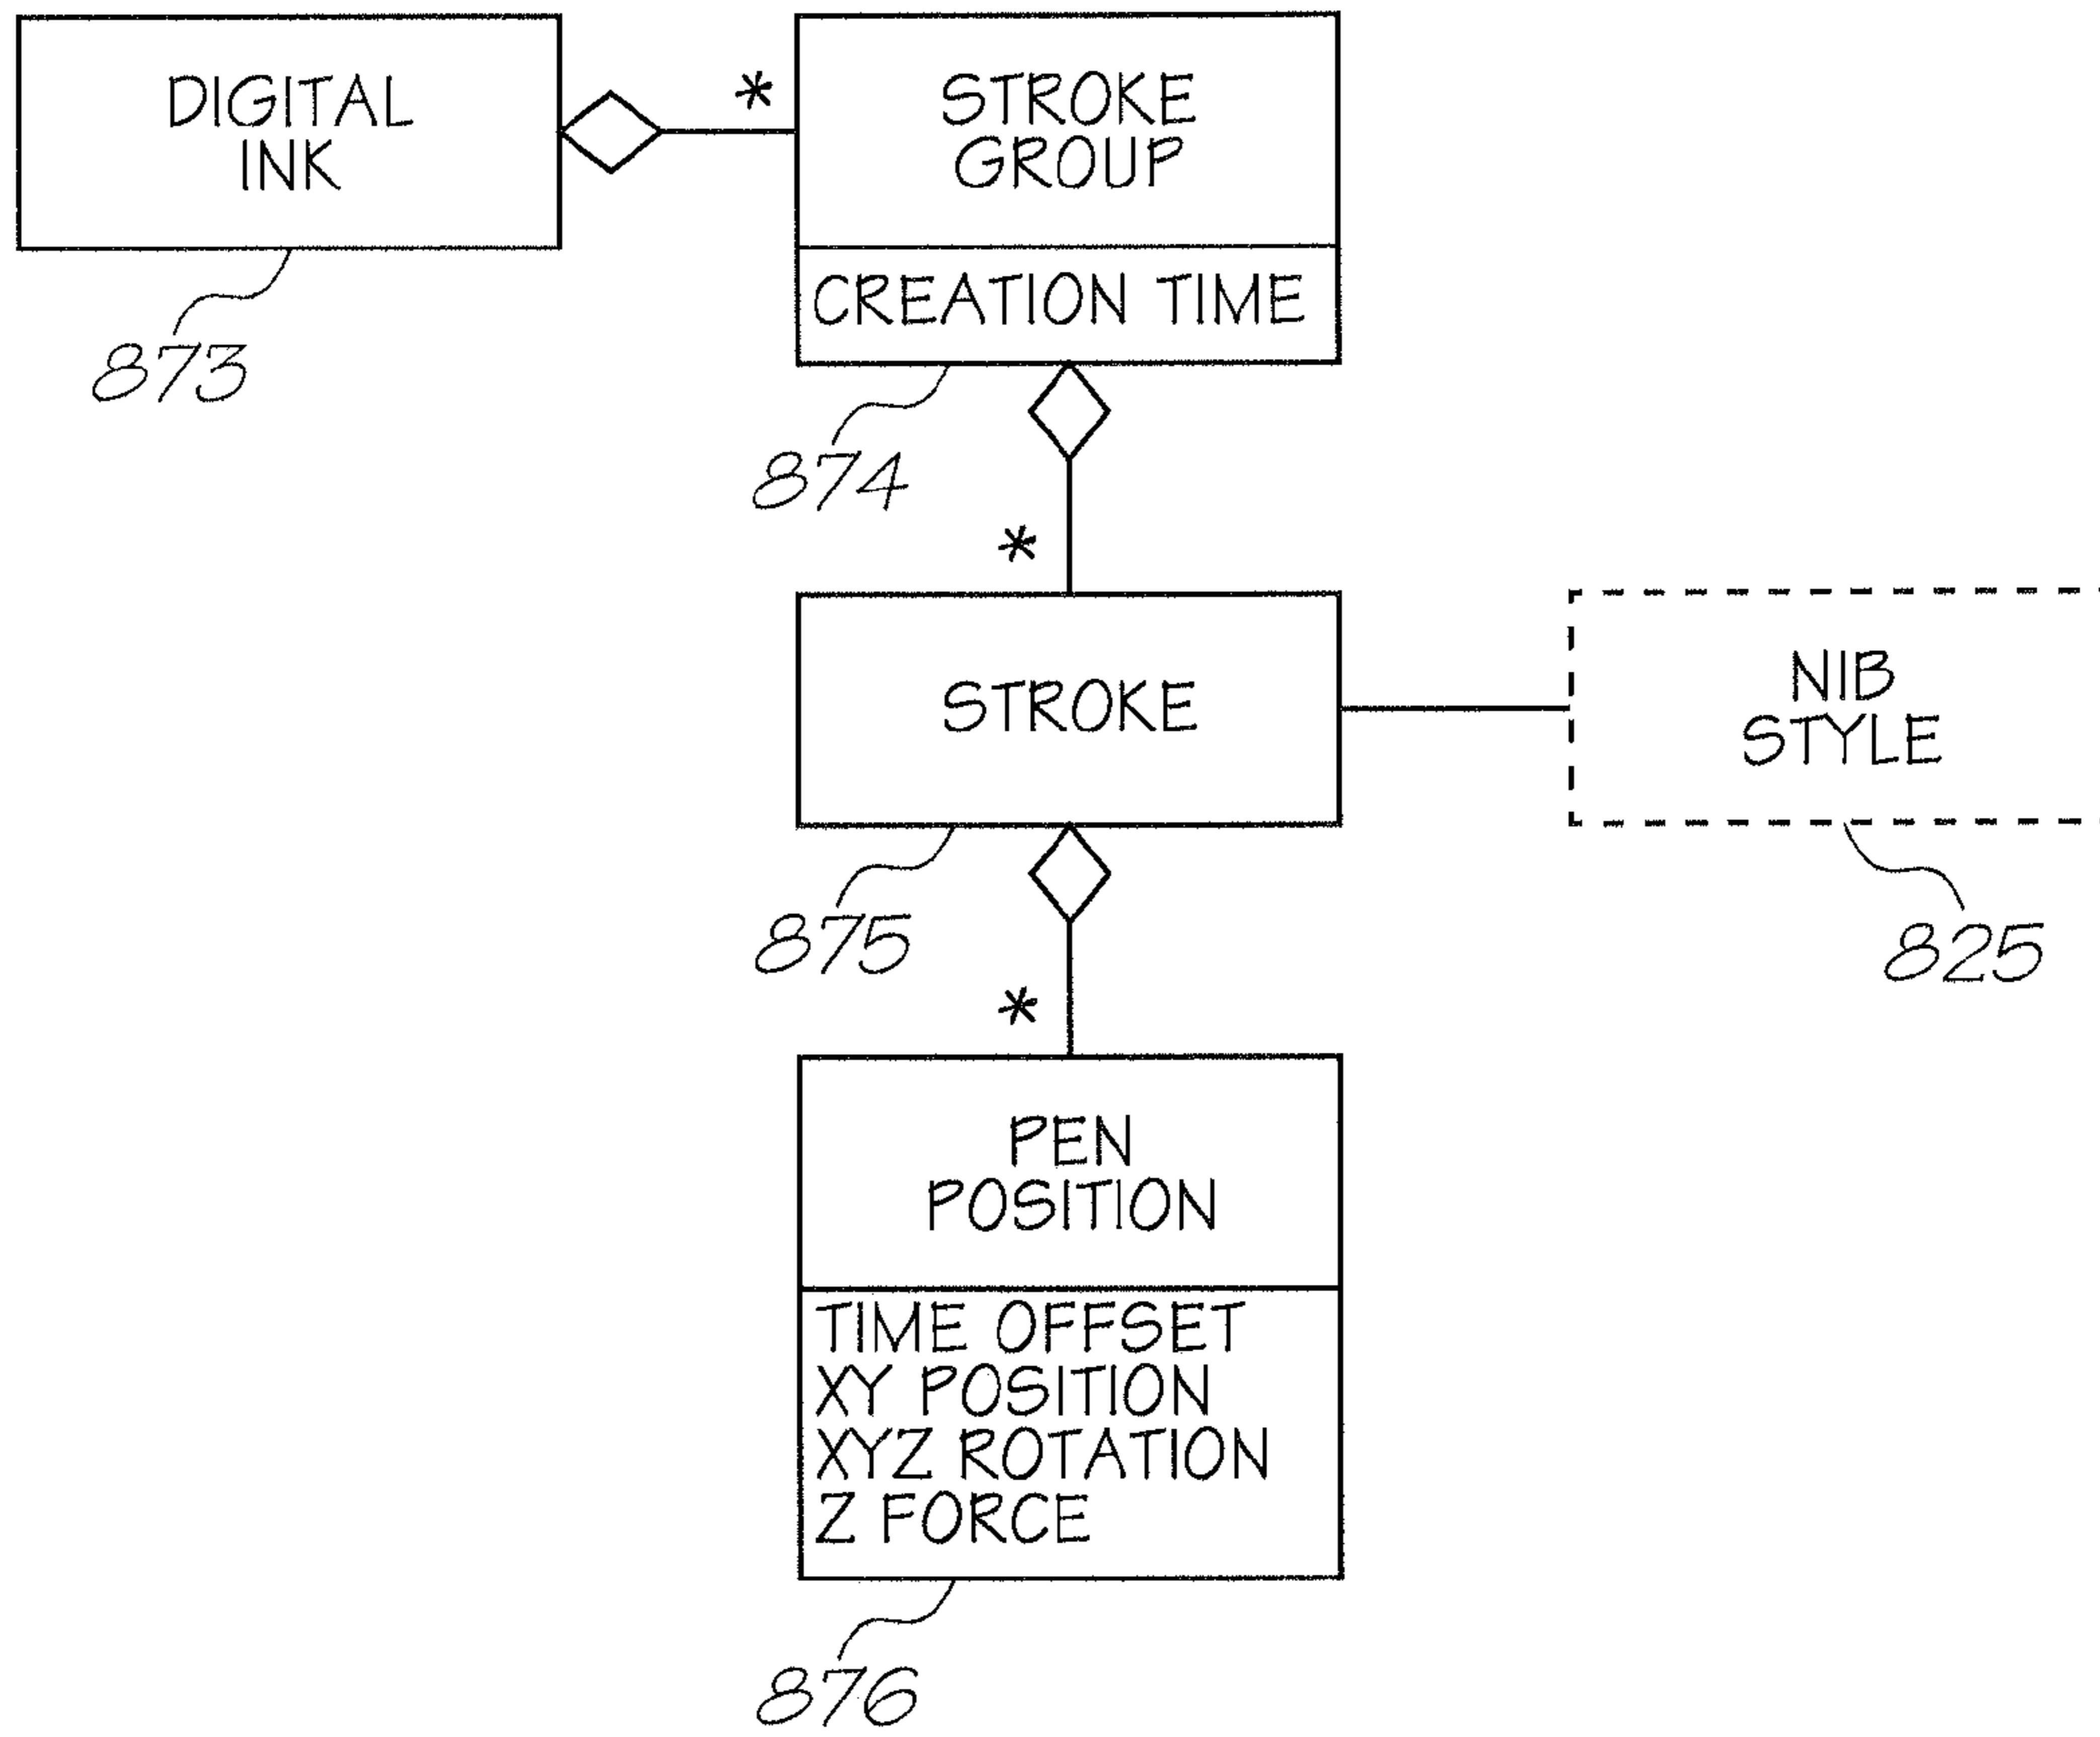 DIGITAL
INK
*
STROKE
GROUP
CREATION TIME
873
874
*
STROKE
NIB
STYLE
875
825
*
PEN
POSITION
TIME OFFSET
XY POSITION
XYZ ROTATION
Z FORCE
876